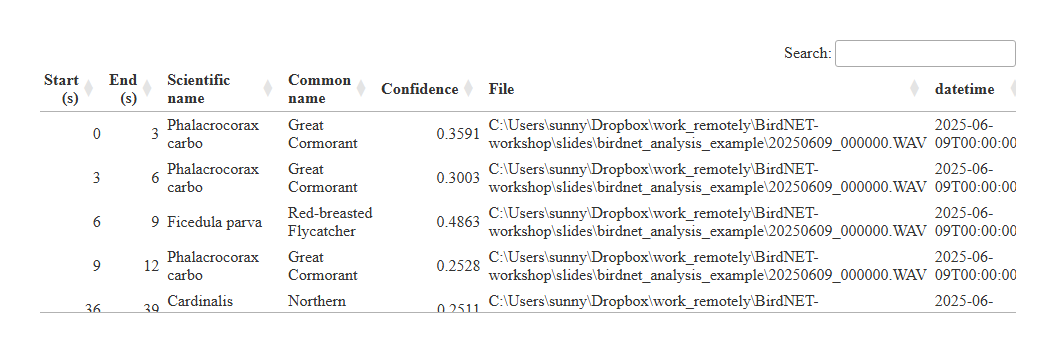 Search:
Start (s) End (s) Scientific name Common name Confidence File datetime
0 3 Phalacrocorax carbo Great Cormorant 0.3591 C:\Users\sunny\Dropbox\work_remotely\BirdNET-workshop\slides\birdnet_analysis_example\20250609_000000.WAV 2025-06-09T00:00:00
3 6 Phalacrocorax carbo Great Cormorant 0.3003 C:\Users\sunny\Dropbox\work_remotely\BirdNET-workshop\slides\birdnet_analysis_example\20250609_000000.WAV 2025-06-09T00:00:00
6 9 Ficedula parva Red-breasted Flycatcher 0.4863 C:\Users\sunny\Dropbox\work_remotely\BirdNET-workshop\slides\birdnet_analysis_example\20250609_000000.WAV 2025-06-09T00:00:00
9 12 Phalacrocorax carbo Great Cormorant 0.2528 C:\Users\sunny\Dropbox\work_remotely\BirdNET-workshop\slides\birdnet_analysis_example\20250609_000000.WAV 2025-06-09T00:00:00
36 39 Cardinalis Northern 0.2511 C:\Users\sunny\Dropbox\work_remotely\BirdNET- 2025-06-